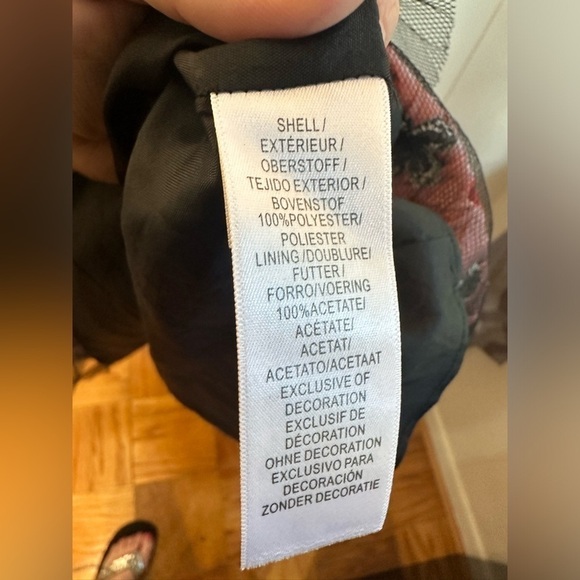 SHELL/
EXTÉRIEUR/
OBERSTOFF/
TEJIDO EXTERIOR/
BOVENSTOF
100%POLYESTER/
POLIESTER
LINING/DOUBLURE/
FUTTER/
FORRO/VOERING
100%ACETATE/
ACÉTATE/
ACETAT/
ACETATO/ACETAAT
EXCLUSIVE OF
DECORATION
EXCLUSIF DE
DÉCORATION
OHNE DECORATION
EXCLUSIVO PARA
DECORACIÓN
ZONDER DECORATIE